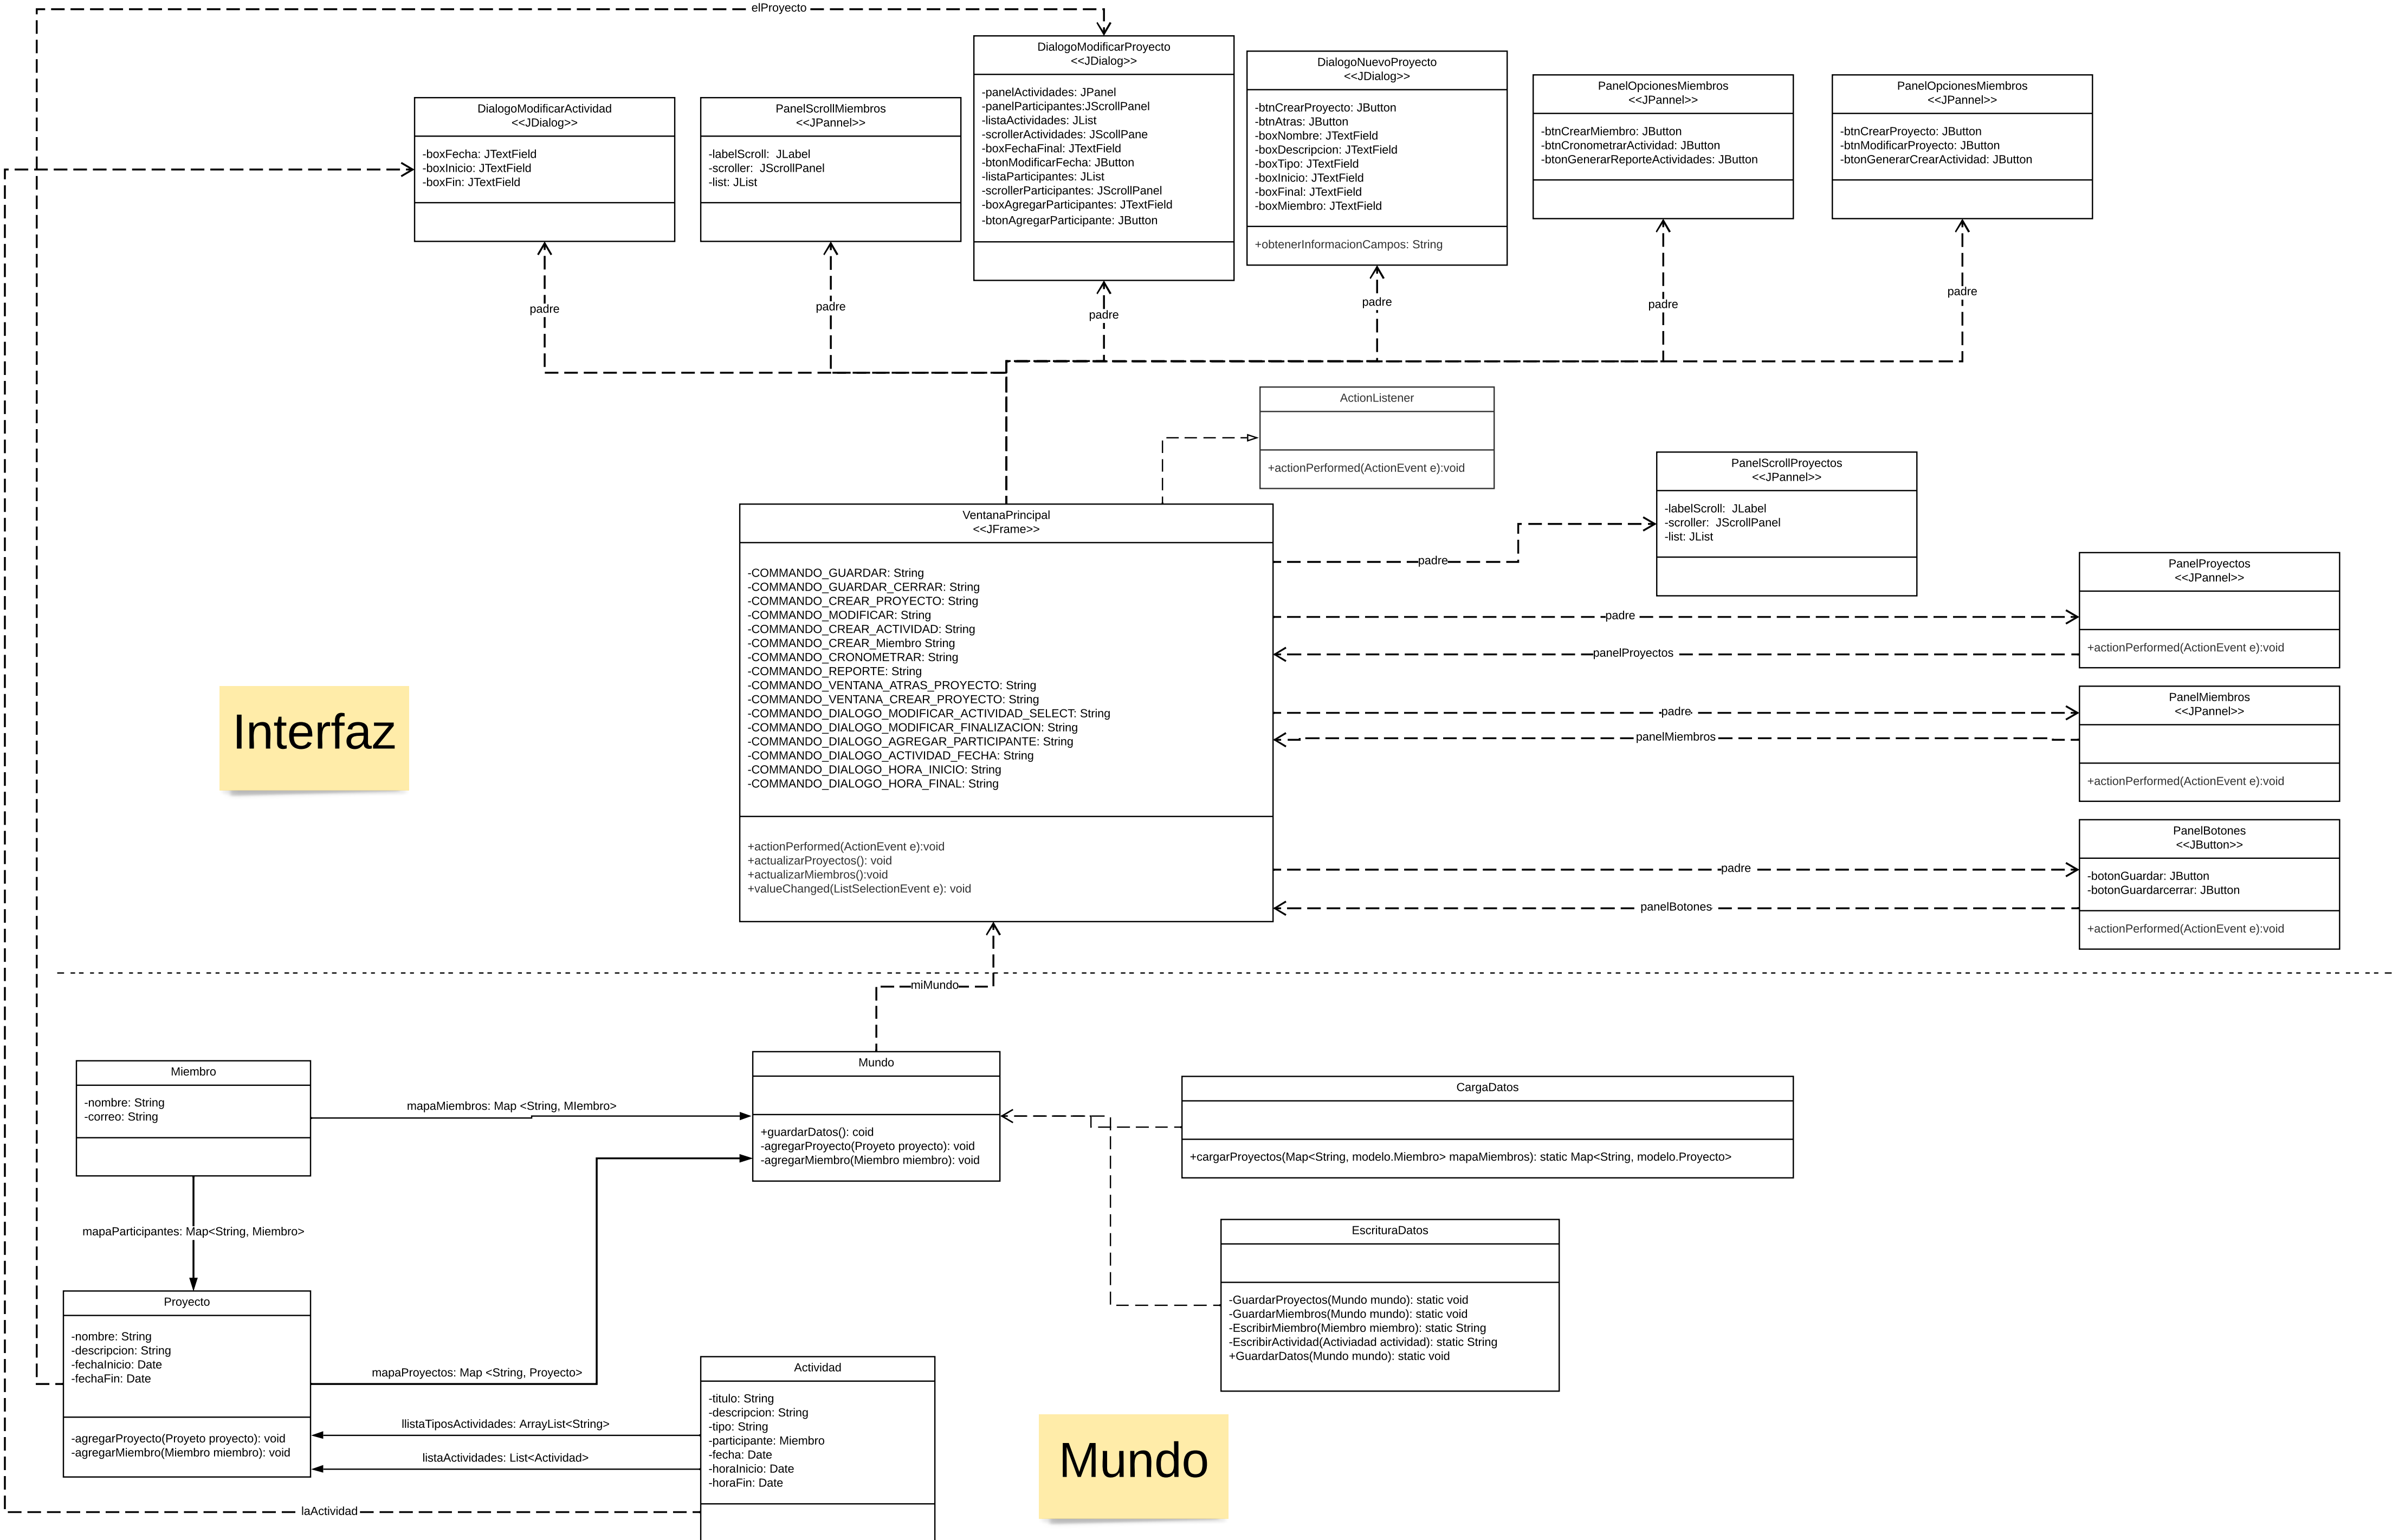 elProyecto
DialogoModificarActividad
<<JDialog>>
-boxFecha: JTextField
-boxInicio: JTextField
-boxFin: JTextField
PanelScrollMiembros
<<JPannel>>
-labelScroll:  JLabel
-scroller:  JScrollPanel
-list: JList
DialogoModificarProyecto
<<JDialog>>
-panelActividades: JPanel
-panelParticipantes:JScrollPanel
-listaActividades: JList
-scrollerActividades: JScollPane
-boxFechaFinal: JTextField
-btonModificarFecha: JButton
-listaParticipantes: JList
-scrollerParticipantes: JScrollPanel
-boxAgregarParticipantes: JTextField
-btonAgregarParticipante: JButton
DialogoNuevoProyecto
<<JDialog>>
-btnCrearProyecto: JButton
-btnAtras: JButton
-boxNombre: JTextField
-boxDescripcion: JTextField
-boxTipo: JTextField
-boxInicio: JTextField
-boxFinal: JTextField
-boxMiembro: JTextField
+obtenerInformacionCampos: String
PanelOpcionesMiembros
<<JPannel>>
-btnCrearMiembro: JButton
-btnCronometrarActividad: JButton
-btonGenerarReporteActividades: JButton
PanelOpcionesMiembros
<<JPannel>>
-btnCrearProyecto: JButton
-btnModificarProyecto: JButton
-btonGenerarCrearActividad: JButton
padre
padre
padre
padre
padre
padre
ActionListener
+actionPerformed(ActionEvent e):void
VentanaPrincipal
<<JFrame>>
-COMMANDO_GUARDAR: String
-COMMANDO_GUARDAR_CERRAR: String
-COMMANDO_CREAR_PROYECTO: String
-COMMANDO_MODIFICAR: String
-COMMANDO_CREAR_ACTIVIDAD: String
-COMMANDO_CREAR_Miembro String
-COMMANDO_CRONOMETRAR: String
-COMMANDO_REPORTE: String
-COMMANDO_VENTANA_ATRAS_PROYECTO: String
-COMMANDO_VENTANA_CREAR_PROYECTO: String
-COMMANDO_DIALOGO_MODIFICAR_ACTIVIDAD_SELECT: String
-COMMANDO_DIALOGO_MODIFICAR_FINALIZACION: String
-COMMANDO_DIALOGO_AGREGAR_PARTICIPANTE: String
-COMMANDO_DIALOGO_ACTIVIDAD_FECHA: String
-COMMANDO_DIALOGO_HORA_INICIO: String
-COMMANDO_DIALOGO_HORA_FINAL: String
+actionPerformed(ActionEvent e):void
+actualizarProyectos(): void
+actualizarMiembros():void
+valueChanged(ListSelectionEvent e): void
PanelScrollProyectos
<<JPannel>>
-labelScroll:  JLabel
-scroller:  JScrollPanel
-list: JList
padre
PanelProyectos
<<JPannel>>
+actionPerformed(ActionEvent e):void
padre
panelProyectos
PanelMiembros
<<JPannel>>
+actionPerformed(ActionEvent e):void
padre
panelMiembros
PanelBotones
<<JButton>>
-botonGuardar: JButton
-botonGuardarcerrar: JButton
+actionPerformed(ActionEvent e):void
padre
panelBotones
Interfaz
miMundo
Miembro
-nombre: String
-correo: String
mapaMiembros: Map <String, MIembro>
Mundo
+guardarDatos(): coid
-agregarProyecto(Proyeto proyecto): void
-agregarMiembro(Miembro miembro): void
CargaDatos
+cargarProyectos(Map<String, modelo.Miembro> mapaMiembros): static Map<String, modelo.Proyecto>
mapaParticipantes: Map<String, Miembro>
EscrituraDatos
-GuardarProyectos(Mundo mundo): static void
-GuardarMiembros(Mundo mundo): static void
-EscribirMiembro(Miembro miembro): static String
-EscribirActividad(Activiadad actividad): static String
+GuardarDatos(Mundo mundo): static void
Proyecto
-nombre: String
-descripcion: String
-fechaInicio: Date
-fechaFin: Date
-agregarProyecto(Proyeto proyecto): void
-agregarMiembro(Miembro miembro): void
mapaProyectos: Map <String, Proyecto>
llistaTiposActividades: ArrayList<String>
listaActividades: List<Actividad>
laActividad
Actividad
-titulo: String
-descripcion: String
-tipo: String
-participante: Miembro
-fecha: Date
-horaInicio: Date
-horaFin: Date
Mundo